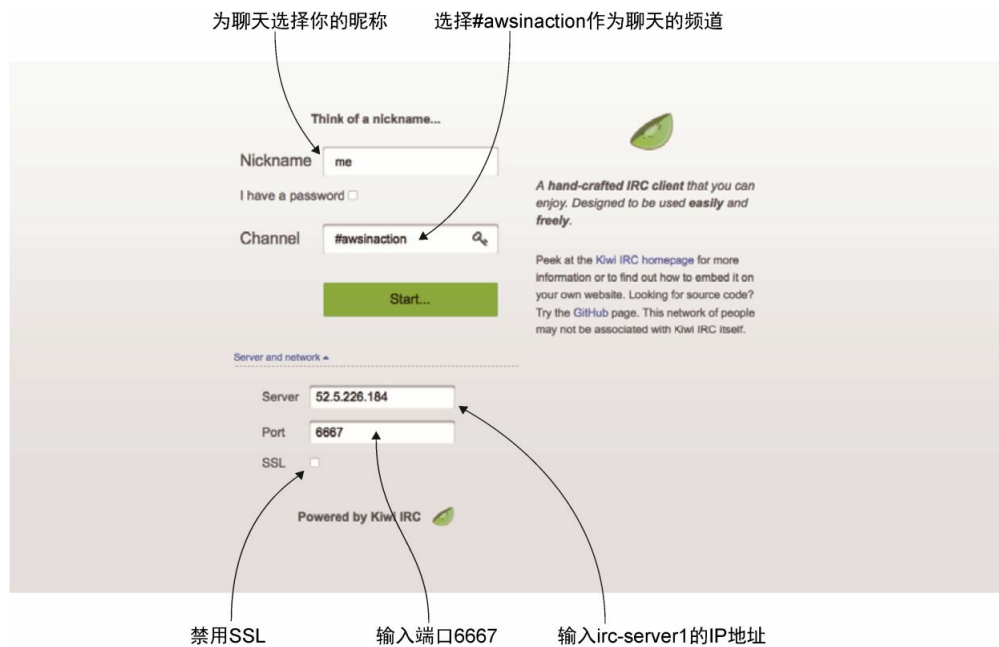 为聊天选择你的昵称
选择#awsinaction作为聊天的频道
Think of a nickname...
Nickname
me
I have a password
Channel
#awsinaction
Start...
A hand-crafted IRC client that you can
enjoy. Designed to be used easily and
freely.
Peek at the Kiwi IRC homepage for more
information or to find out how to embed it on
your own website. Looking for source code?
Try the GitHub page. This network of people
may not be associated with Kiwi IRC itself.
Server and network
Server
52.5.226.184
Port
6667
SSL
Powered by Kiwi IRC
禁用SSL
输入端口6667
输入irc-server1的IP地址